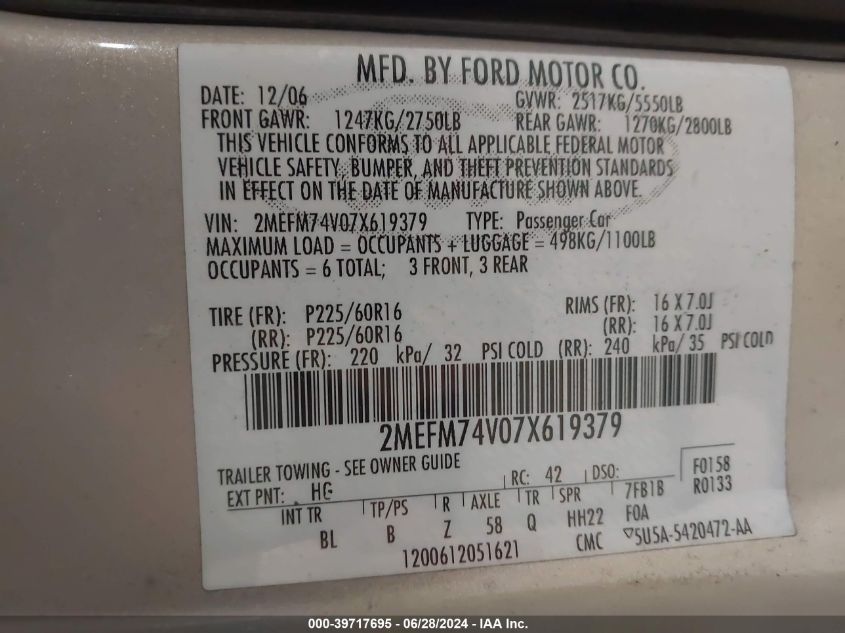 MFD. BY FORD MOTOR CO.
DATE: 12/06 GVWR: 2517KG/5550LB
FRONT GAWR: 1247KG/2750LB REAR GAWR: 1270KG/2800LB
THIS VEHICLE CONFORMS TO ALL APPLICABLE FEDERAL MOTOR
VEHICLE SAFETY, BUMPER, AND THEFT PREVENTION STANDARDS
IN EFFECT ON THE DATE OF MANUFACTURE SHOWN ABOVE.
VIN: 2MEFM74V07X619379 TYPE: Passenger Car
MAXIMUM LOAD = OCCUPANTS + LUGGAGE = 498KG/1100LB
OCCUPANTS = 6 TOTAL; 3 FRONT, 3 REAR
TIRE (FR): P225/60R16 RIMS (FR): 16 X 7.0J
(RR): P225/60R16 (RR): 16 X 7.0J
PRESSURE (FR): 220 kPa/ 32 PSI COLD (RR): 240 kPa/ 35 PSI COLD
2MEFM74V07X619379
TRAILER TOWING - SEE OWNER GUIDE
EXT PNT: HG RC: 42 DSO: F0158
R0133
INT TR TP/PS R AXLE TR SPR 7FB1B
BL B Z 58 Q HH22 F0A
1200612051621 CMC ▽SU5A-5420472-AA
000-39717695 - 06/28/2024 - IAA Inc.